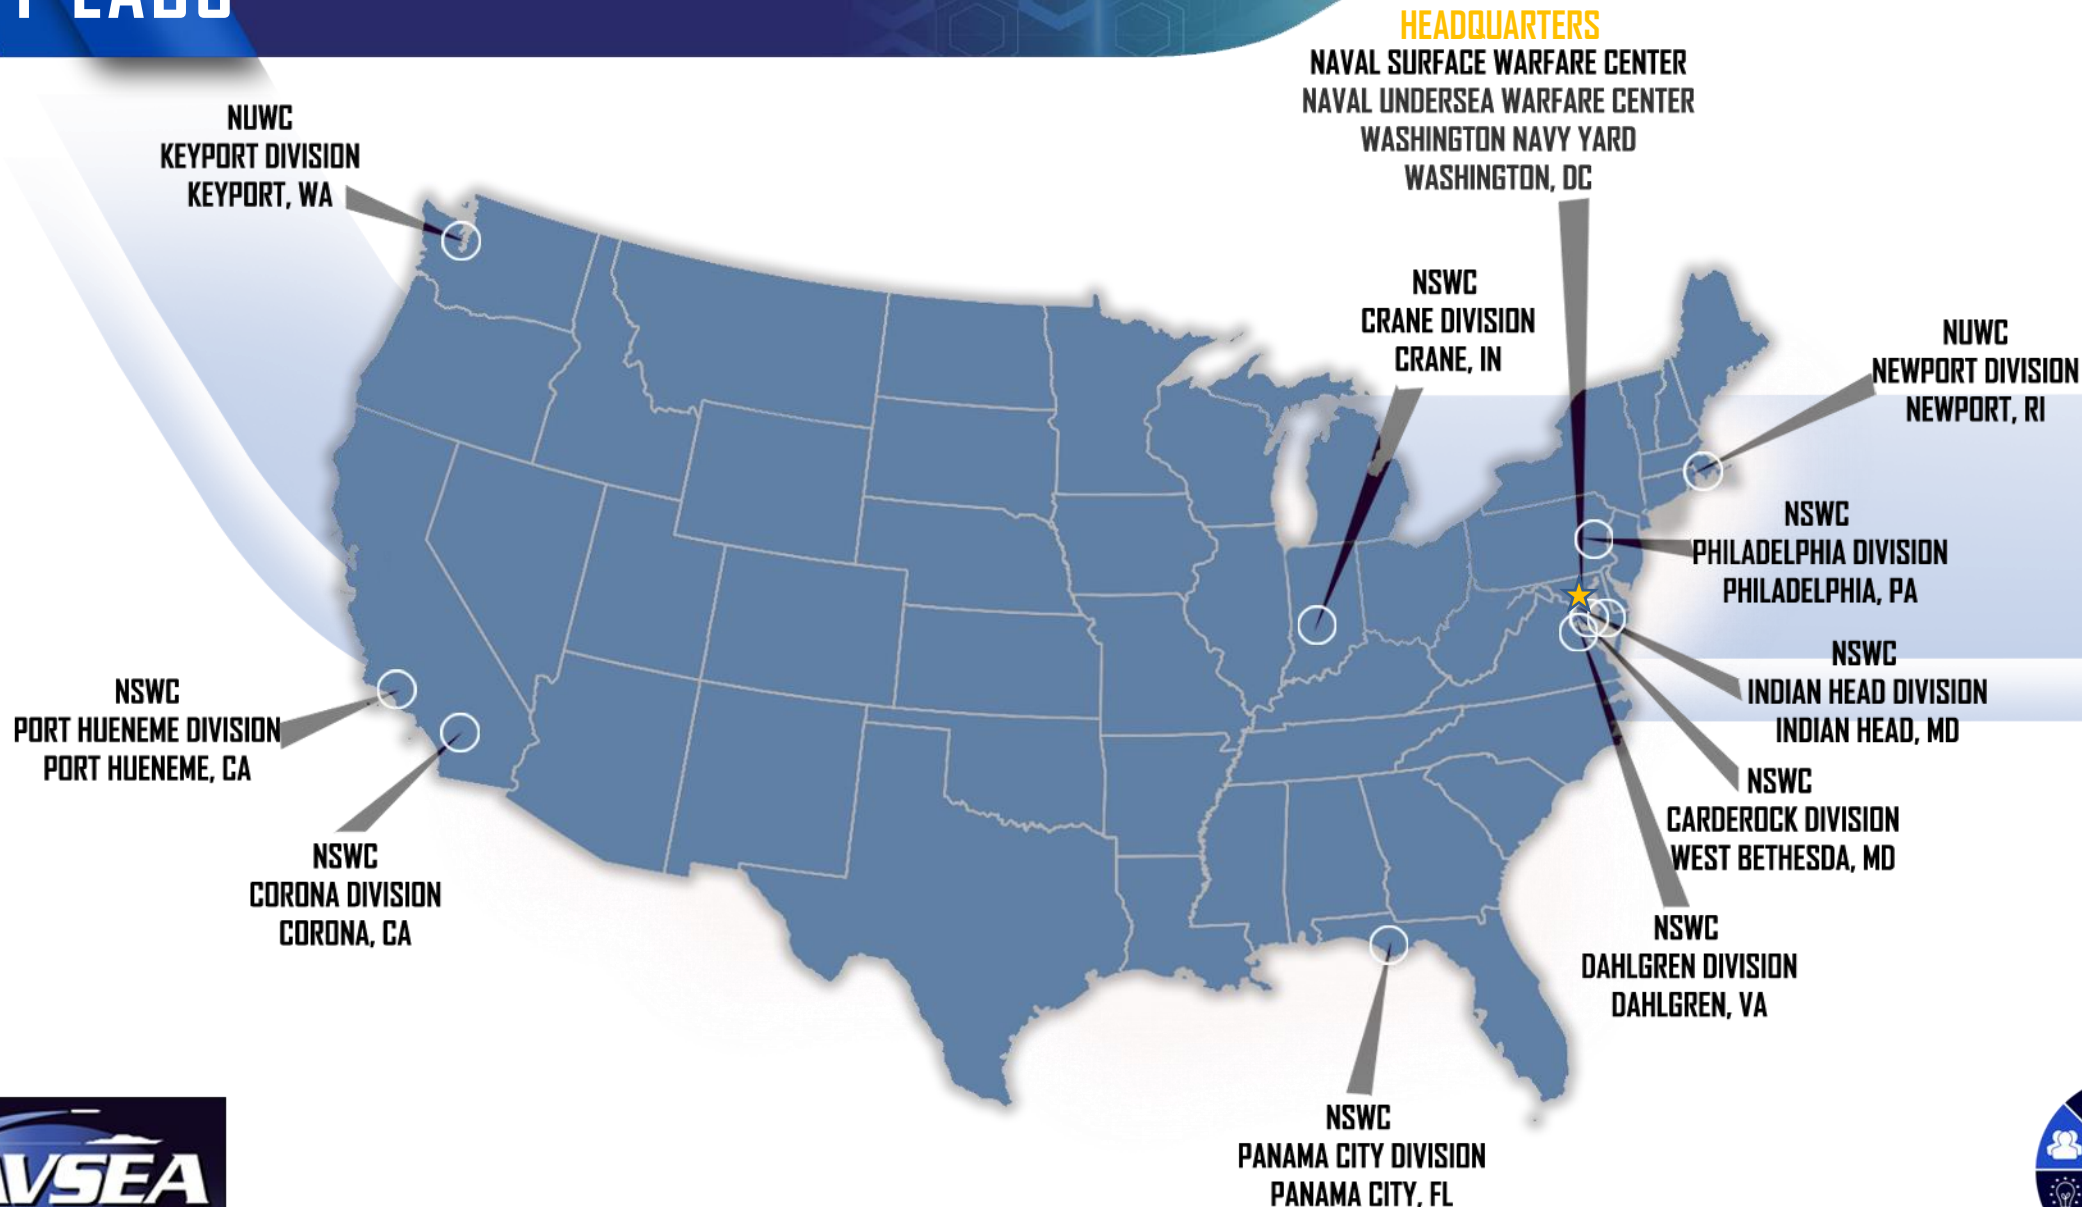 HEADQUARTERS
NAVAL SURFACE WARFARE CENTER
NAVAL UNDERSEA WARFARE CENTER
WASHINGTON NAVY YARD
WASHINGTON, DC
NUWC
KEYPORT DIVISION
KEYPORT, WA
NSWC
CRANE DIVISION
CRANE, IN
NUWC
NEWPORT DIVISION
NEWPORT, RI
NSWC
PHILADELPHIA DIVISION
PHILADELPHIA, PA
NSWC
INDIAN HEAD DIVISION
INDIAN HEAD, MD
NSWC
PORT HUENEME DIVISION
PORT HUENEME, CA
NSWC
CARDEROCK DIVISION
WEST BETHESDA, MD
NSWC
CORONA DIVISION
CORONA, CA
NSWC
DAHLGREN DIVISION
DAHLGREN, VA
NSWC
PANAMA CITY DIVISION
PANAMA CITY, FL
AVSEA